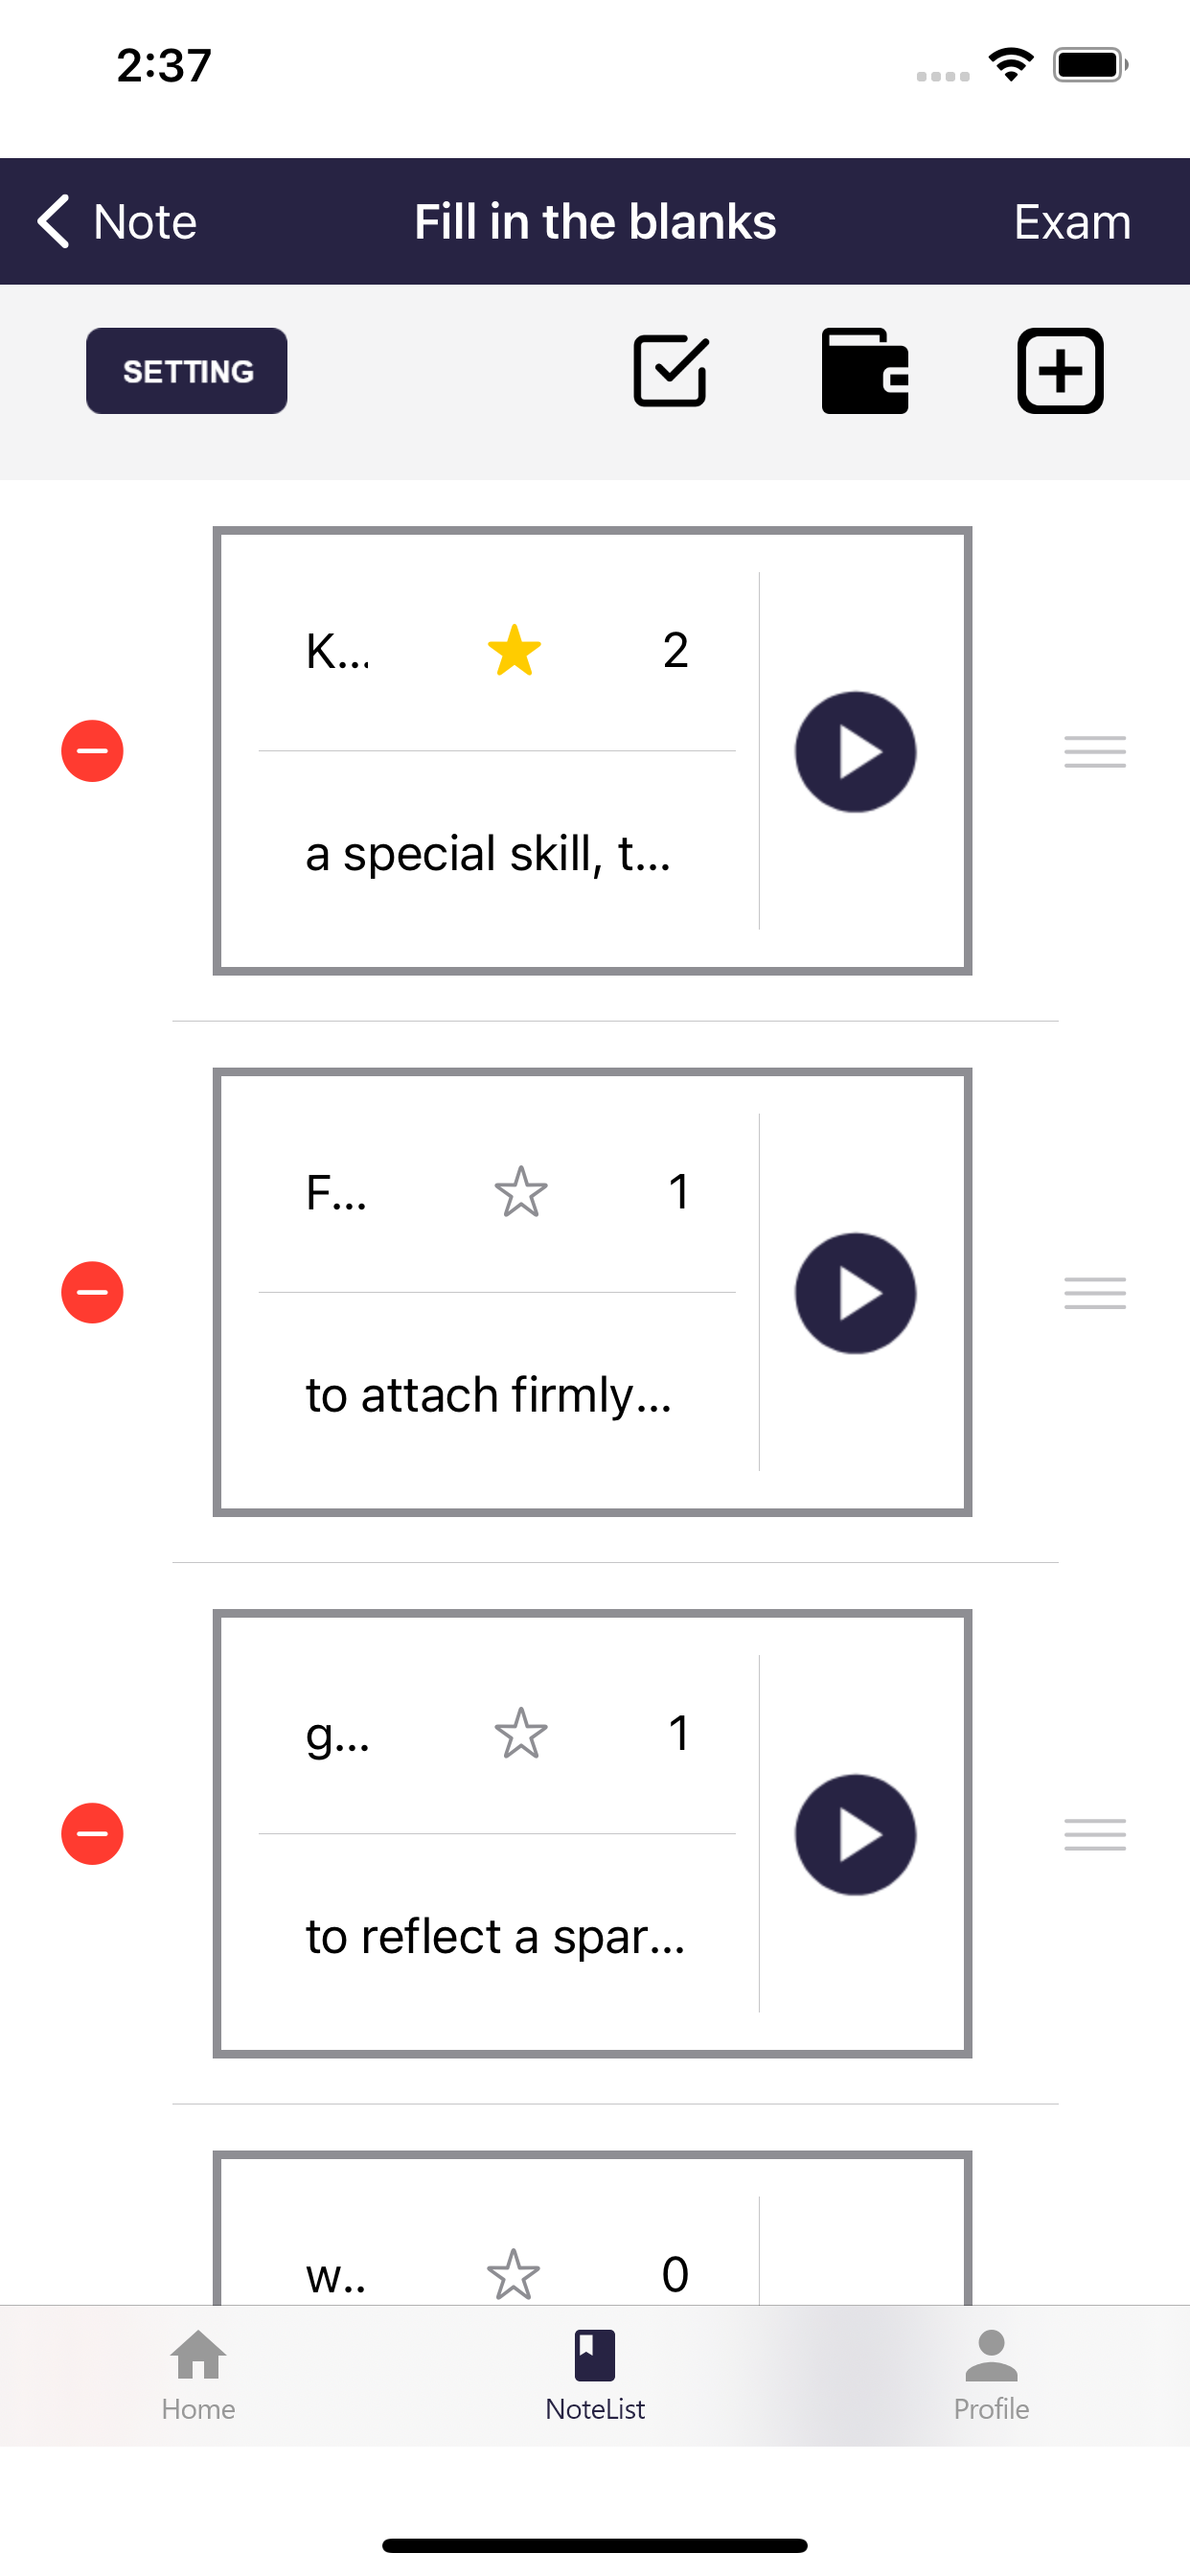 2:37
Note Fill in the blanks Exam
SETTING
K... 2
a special skill, t...
F... 1
to attach firmly...
g... 1
to reflect a spar...
w.. 0
Home NoteList Profile